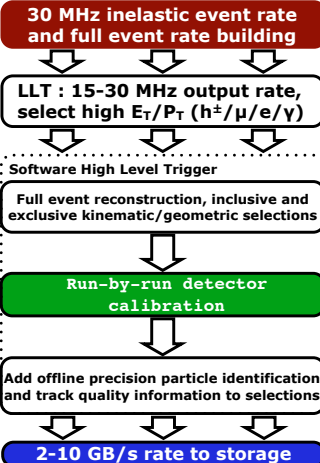 30 MHz inelastic event rate
and full event rate building
LLT : 15-30 MHz output rate,
select high E_T/P_T (h±/μ/e/γ)
Software High Level Trigger
Full event reconstruction, inclusive and
exclusive kinematic/geometric selections
Run-by-run detector
calibration
Add offline precision particle identification
and track quality information to selections
2-10 GB/s rate to storage